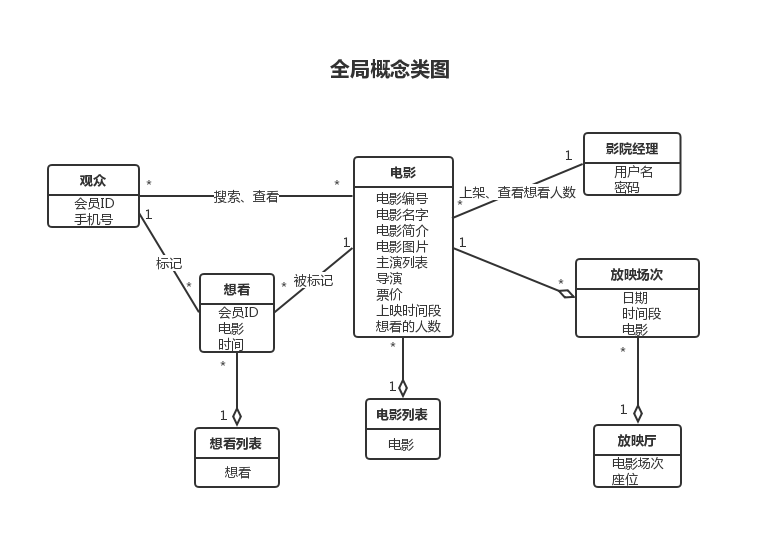 全局概念类图
观众
会员ID
手机号
*
1
搜索、查看
*
标记
*
想看
会员ID
电影
时间
*
被标记
1
*
1
想看列表
想看
电影
电影编号
电影名字
电影简介
电影图片
主演列表
导演
票价
上映时间段
想看的人数
*
1
电影列表
电影
影院经理
用户名
密码
1
上架、查看想看人数
*
1
*
放映场次
日期
时间段
电影
*
1
放映厅
电影场次
座位